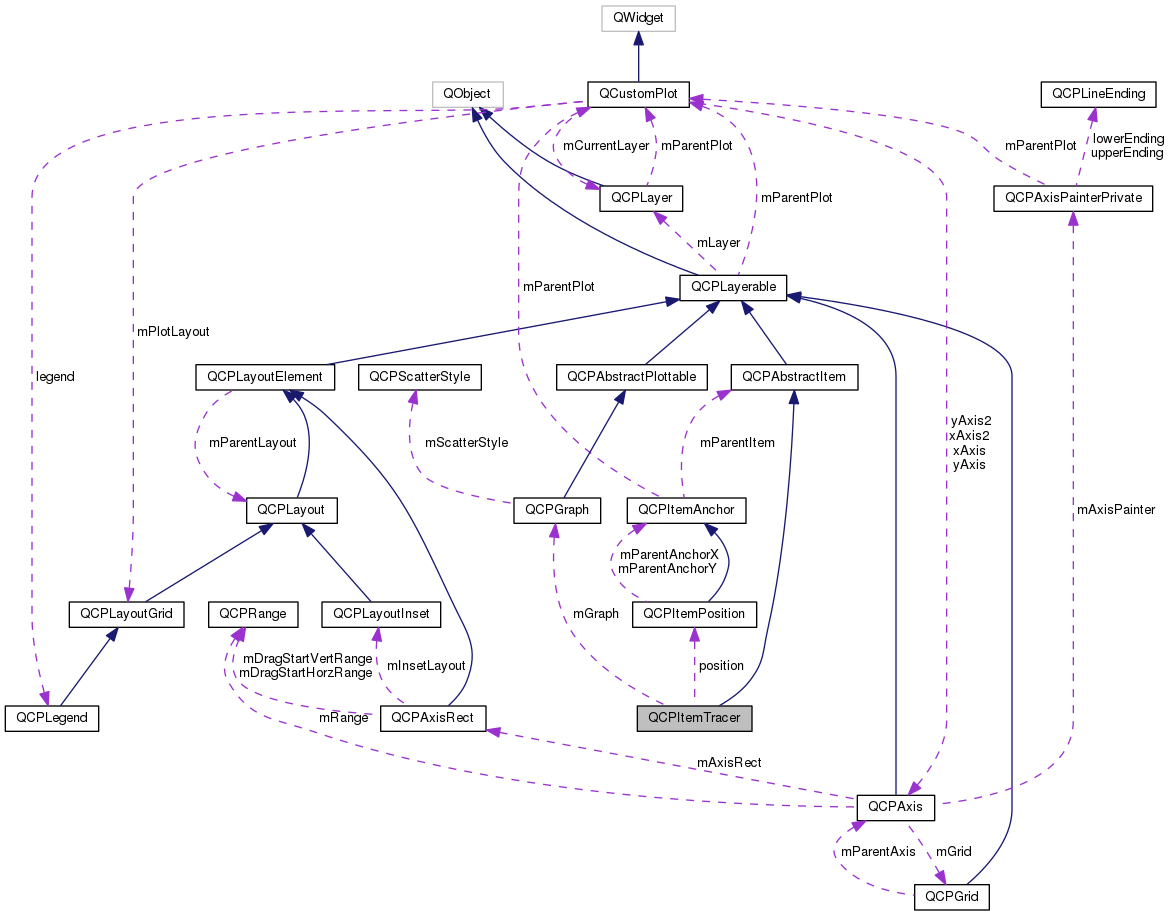 QWidget
QObject
QCustomPlot
QCPLineEnding
mCurrentLayer
mParentPlot
mParentPlot
lowerEnding
upperEnding
QCPLayer
mParentPlot
QCPAxisPainterPrivate
mLayer
mParentPlot
QCPLayerable
mPlotLayout
legend
QCPLayoutElement
QCPScatterStyle
QCPAbstractPlottable
QCPAbstractItem
mParentLayout
mScatterStyle
mParentItem
yAxis2
xAxis2
xAxis
yAxis
QCPLayout
QCPGraph
QCPItemAnchor
mAxisPainter
mParentAnchorX
mParentAnchorY
QCPLayoutGrid
QCPRange
QCPLayoutInset
mGraph
QCPItemPosition
mDragStartVertRange
mDragStartHorzRange
mInsetLayout
position
QCPLegend
mRange
QCPAxisRect
QCPItemTracer
mAxisRect
QCPAxis
mParentAxis
mGrid
QCPGrid